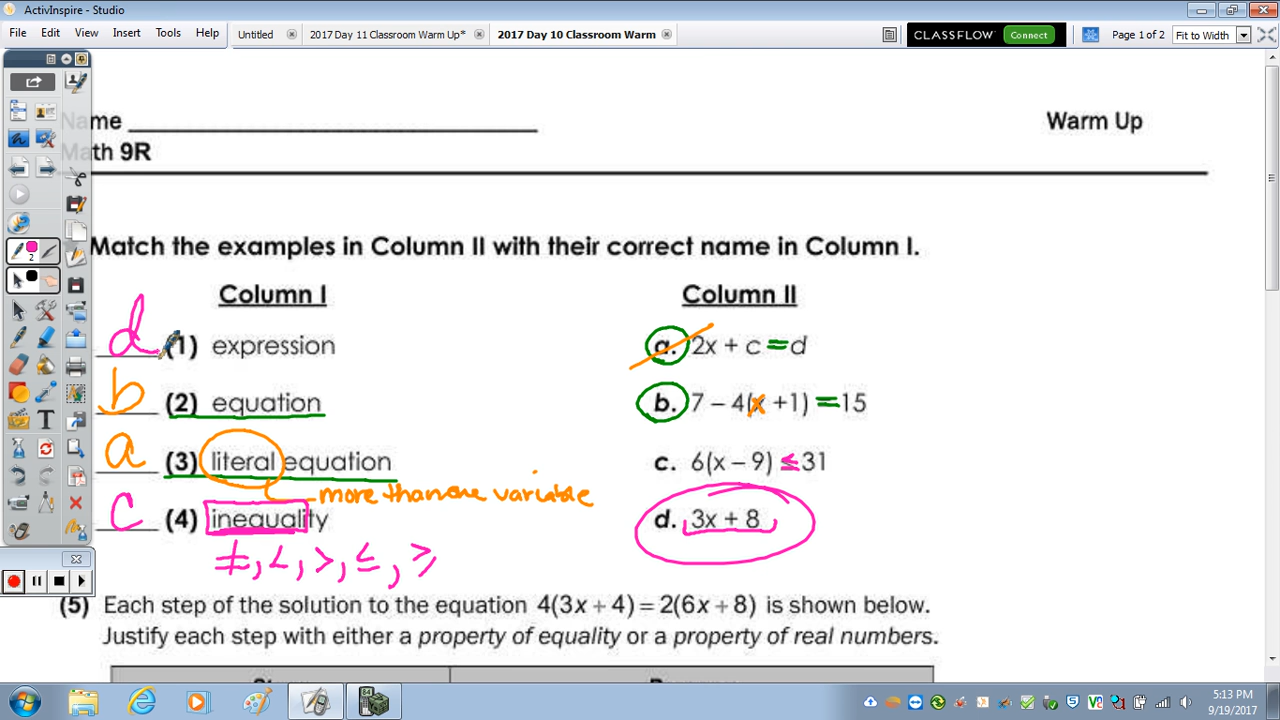 ActivInspire - Studio
File Edit View Insert Tools Help Untitled 2017 Day 11 Classroom Warm Up* 2017 Day 10 Classroom Warm CLASSFLOW Connect Page 1 of 2 Fit to Width
Name
Warm Up
Math 9R
Match the examples in Column II with their correct name in Column I.
Column I Column II
d (1) expression a. 2x + c = d
b (2) equation b. 7 – 4(x +1) = 15
a (3) literal equation c. 6(x – 9) ≤ 31
more than one variable
c (4) inequality d. 3x + 8
≠, <, >, ≤, ≥
(5) Each step of the solution to the equation 4(3x + 4) = 2(6x + 8) is shown below.
Justify each step with either a property of equality or a property of real numbers.
5:13 PM
9/19/2017